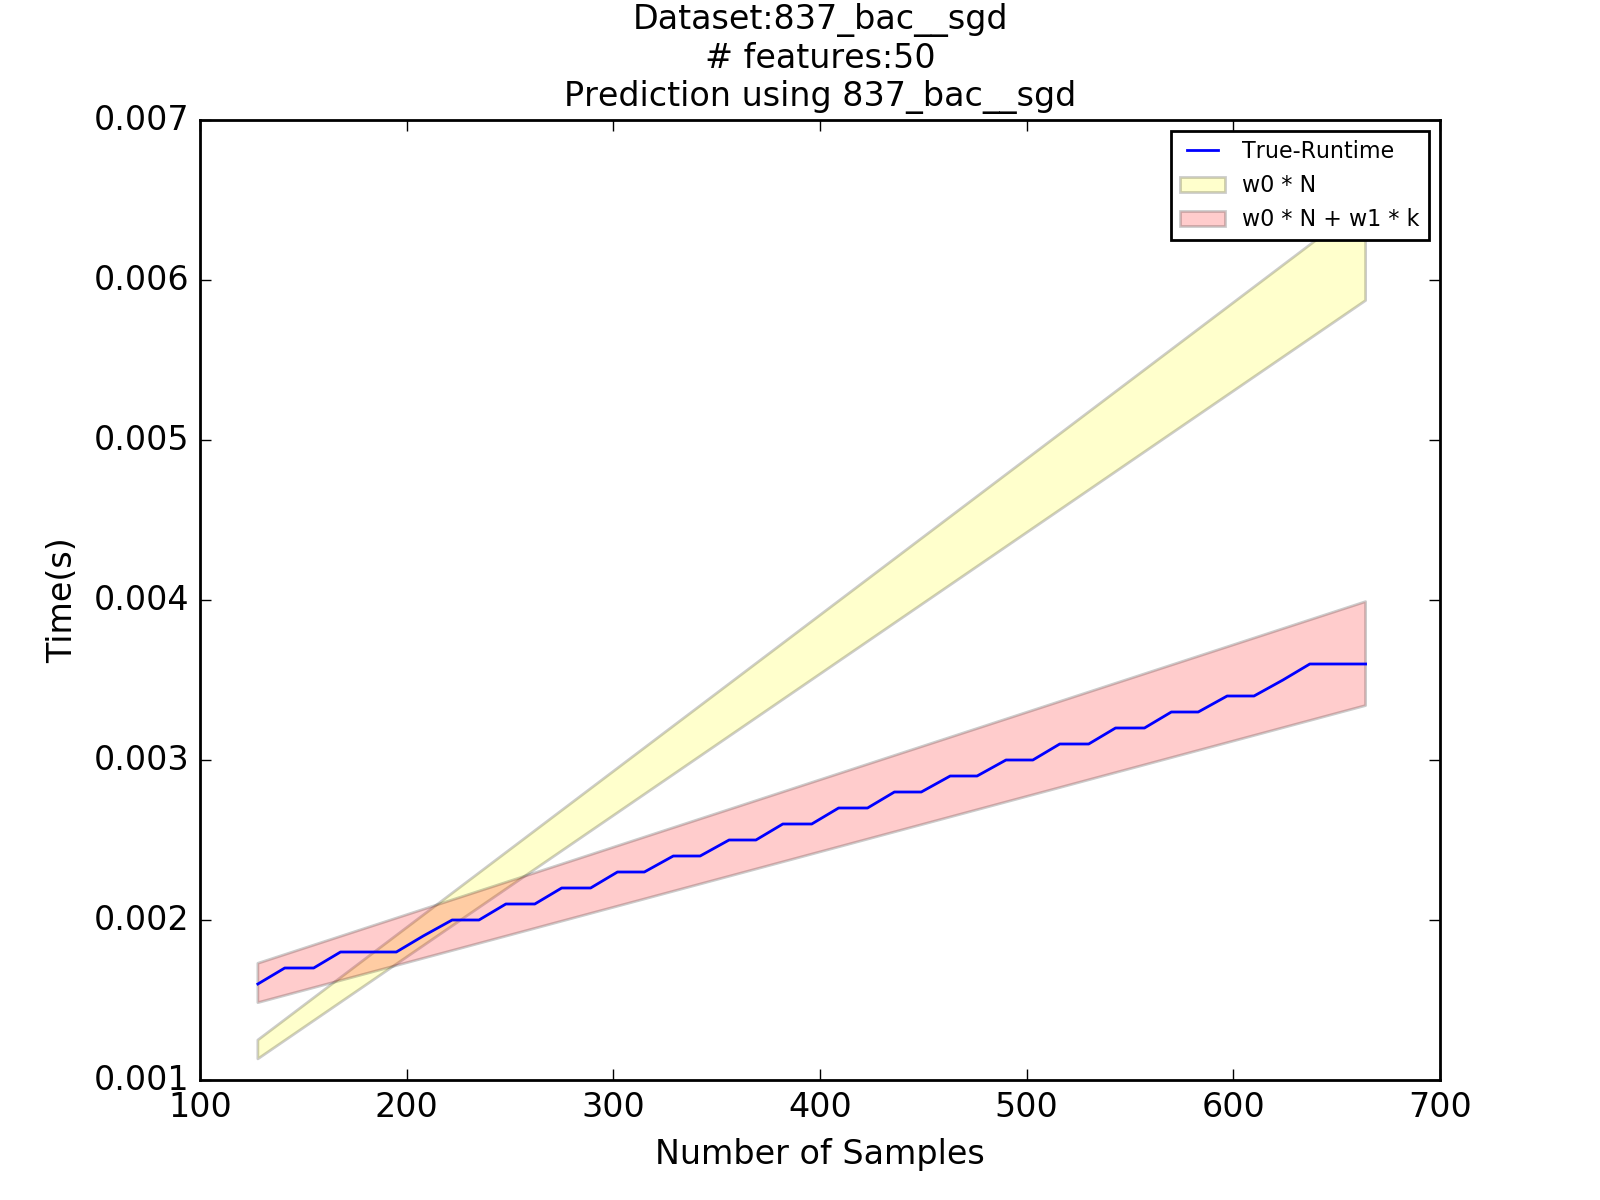 Dataset:837_bac__sgd
# features:50
Prediction using 837_bac__sgd
True-Runtime
w0 * N
w0 * N + w1 * k
0.007
0.006
0.005
0.004
0.003
0.002
0.001
Time(s)
100 200 300 400 500 600 700
Number of Samples